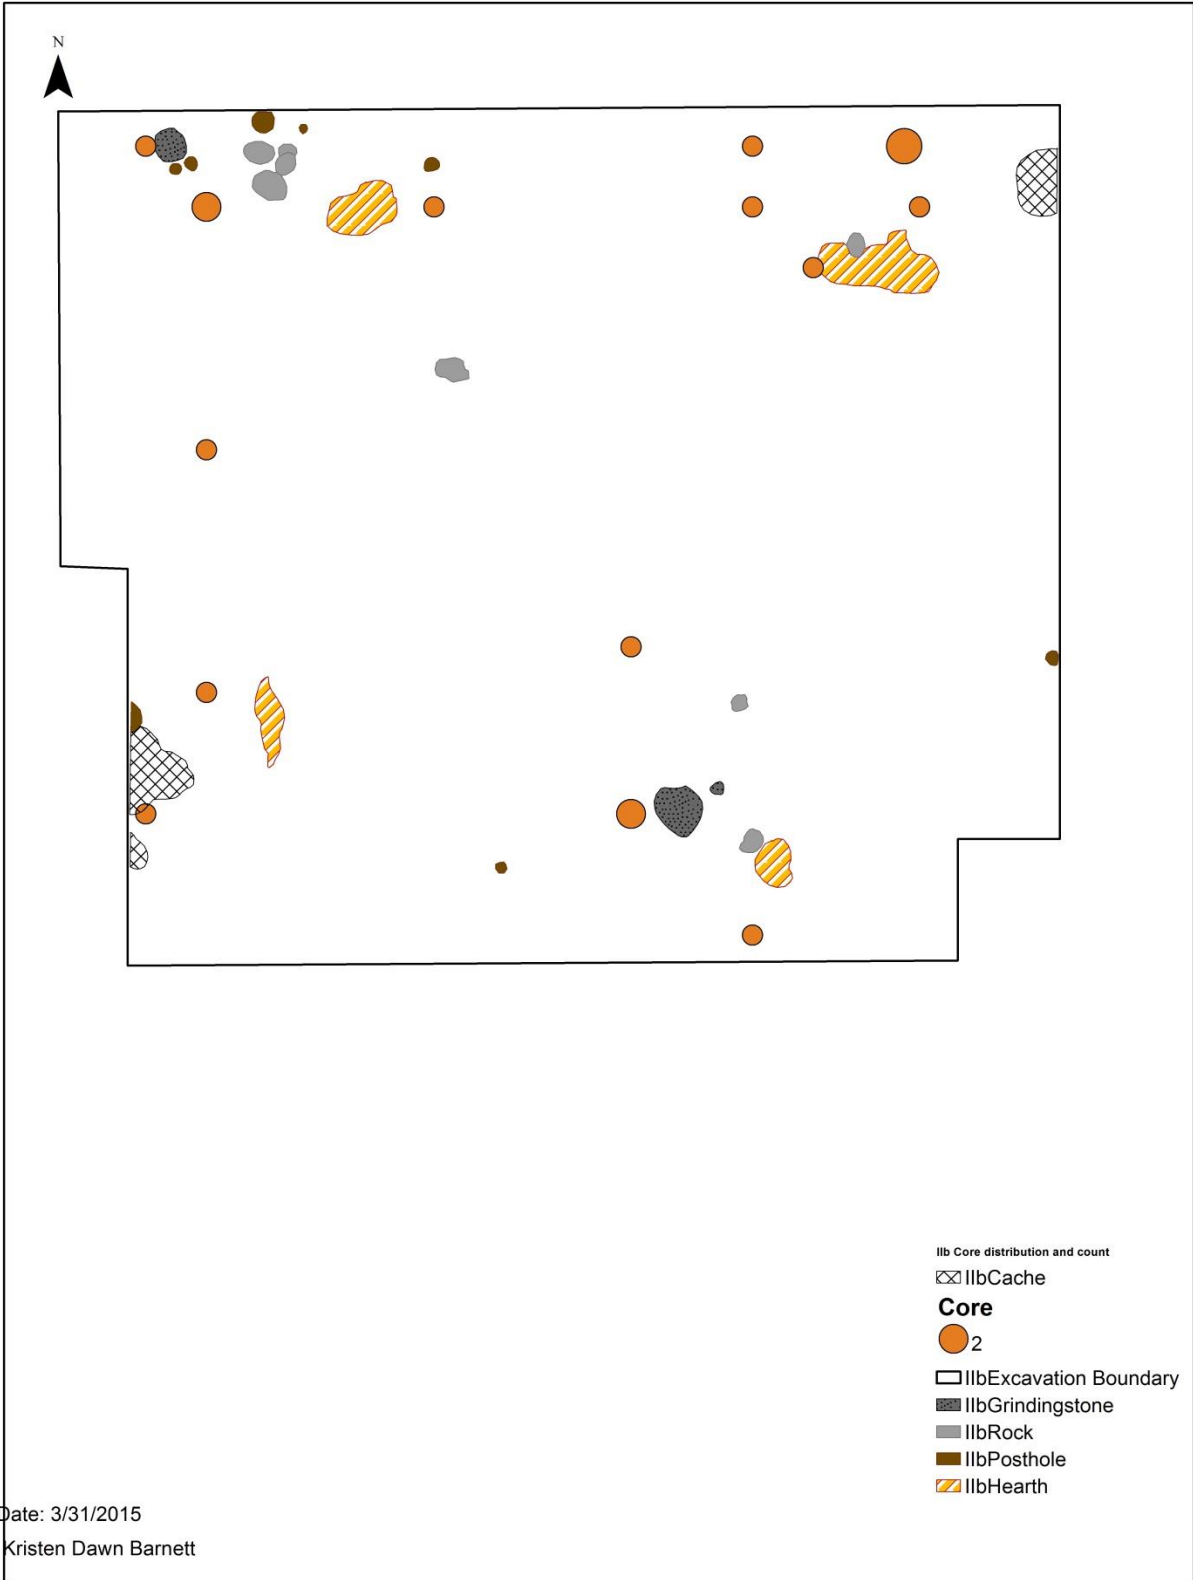 N
IIb Core distribution and count
IIbCache
Core
2
IIbExcavation Boundary
IIbGrindingstone
IIbRock
IIbPosthole
IIbHearth
Date: 3/31/2015
Kristen Dawn Barnett